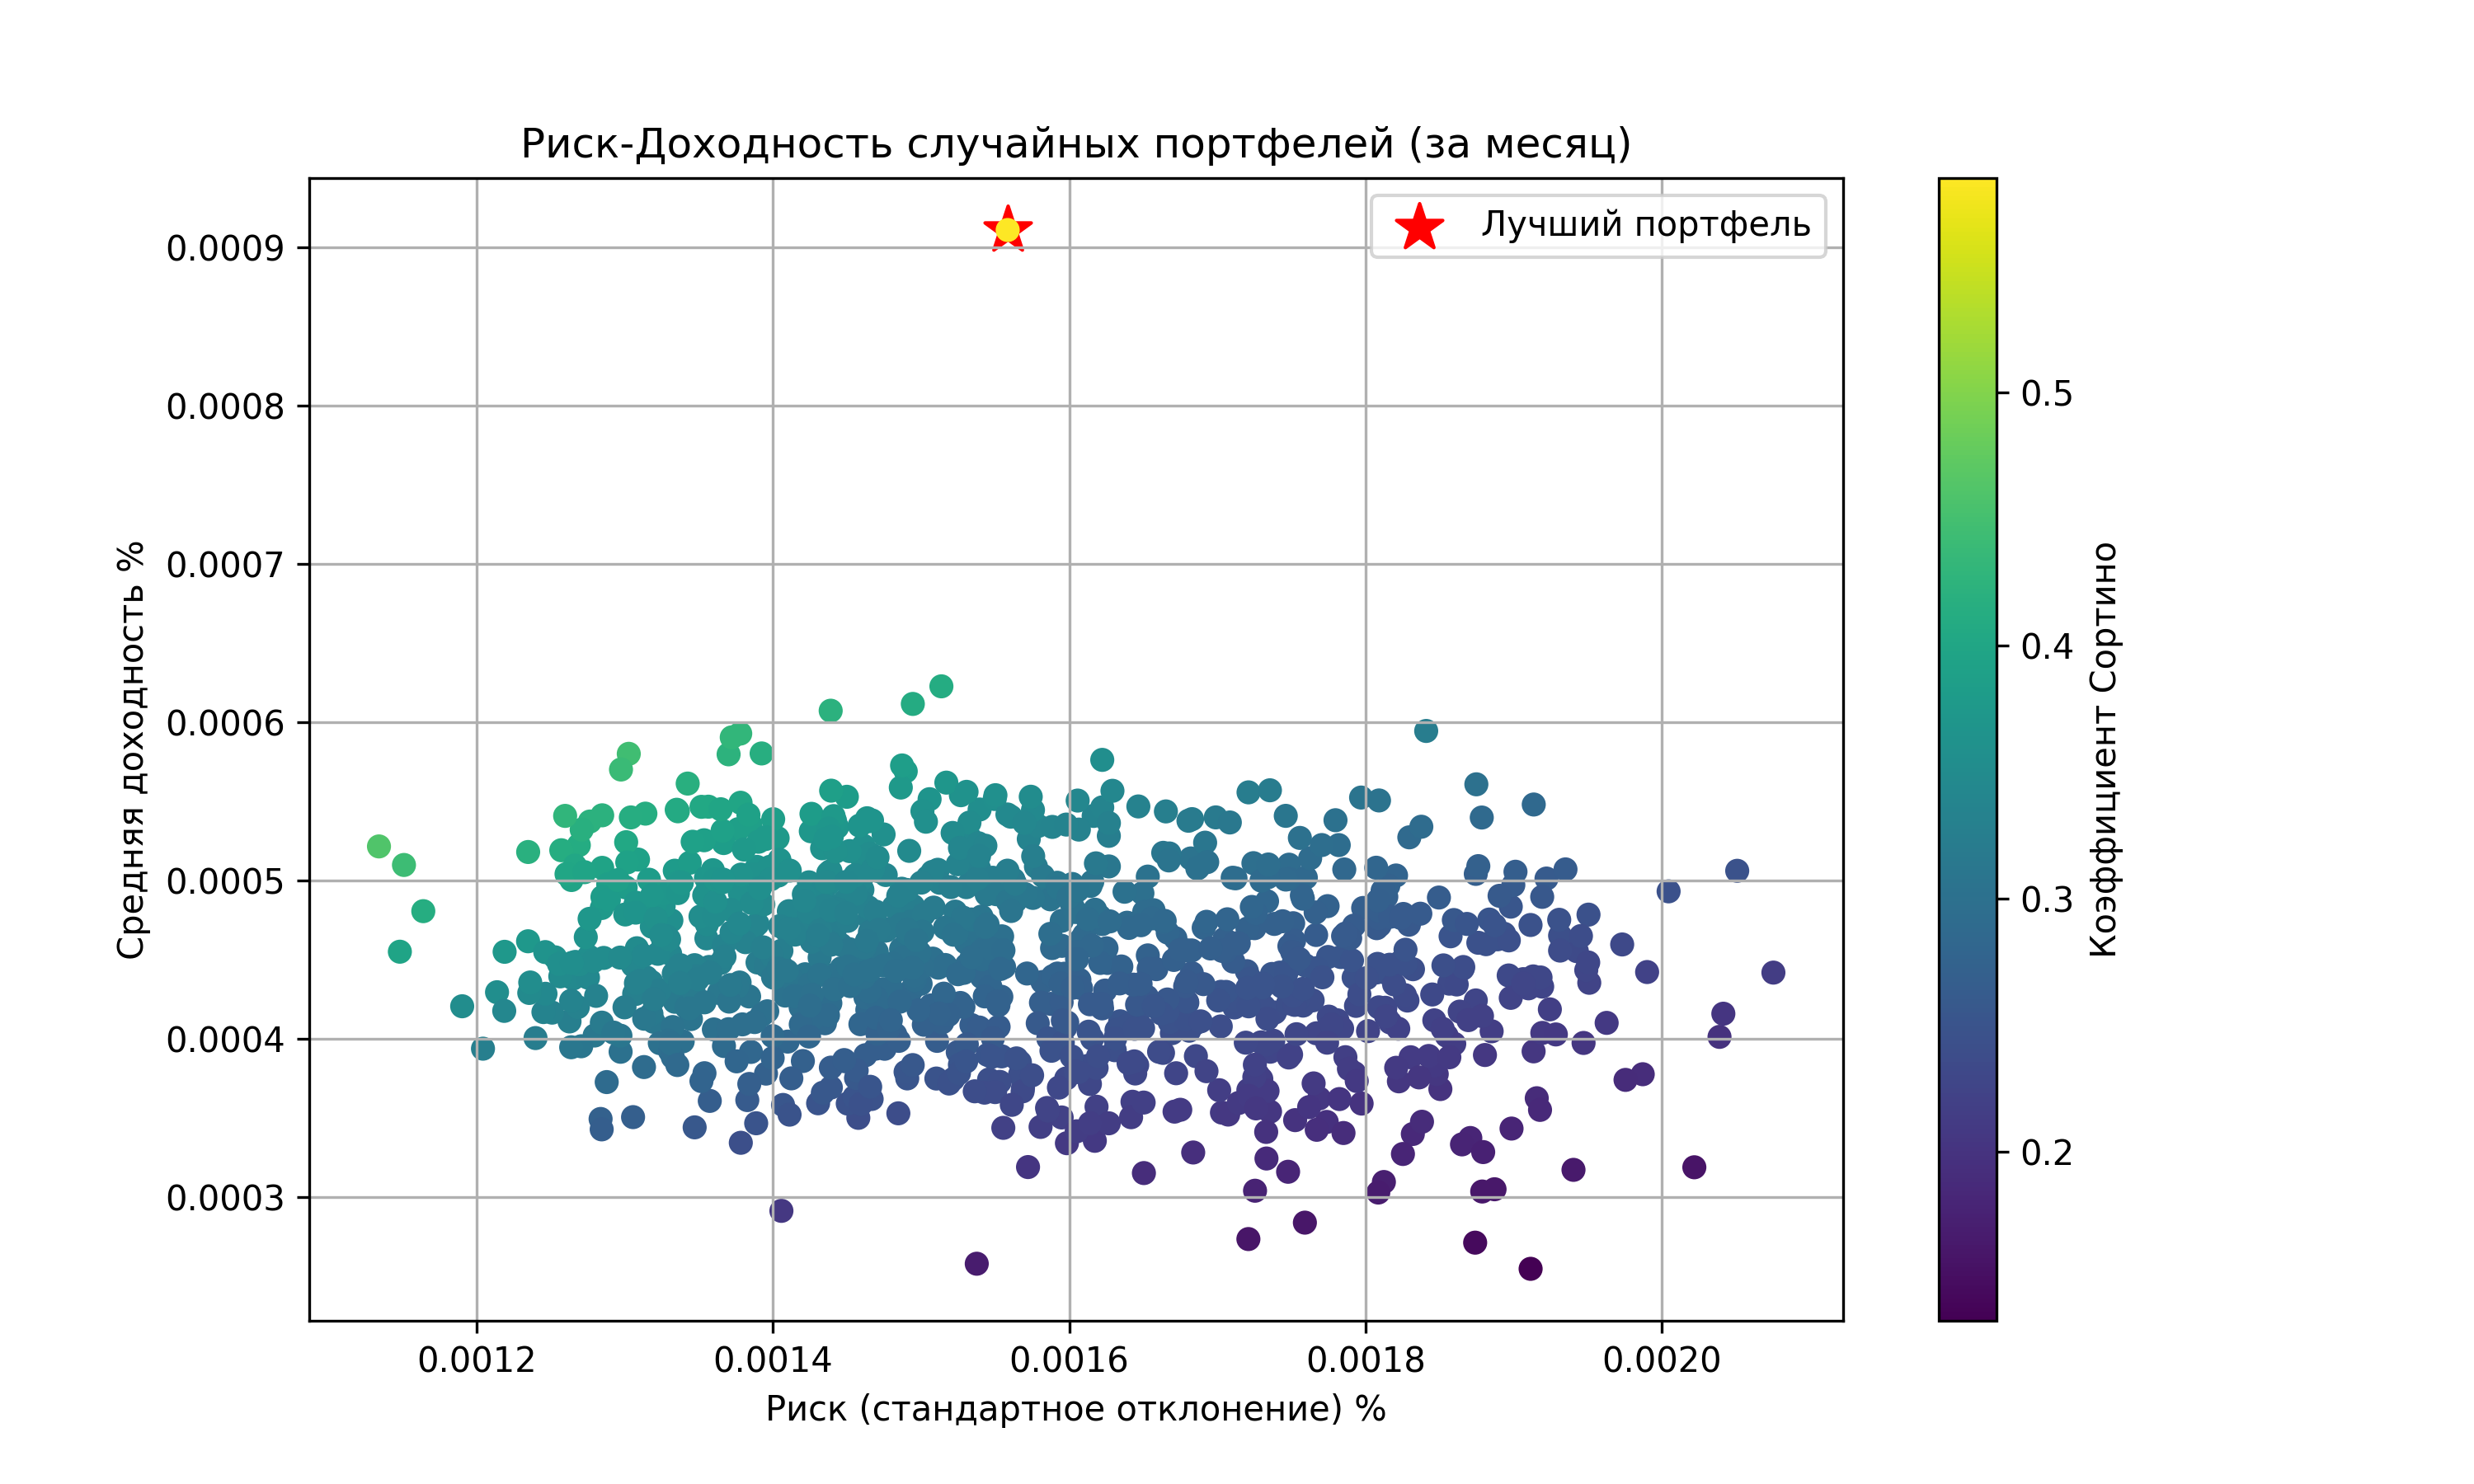 Риск-Доходность случайных портфелей (за месяц)
Лучший портфель
Средняя доходность %
0.0009
0.0008
0.0007
0.0006
0.0005
0.0004
0.0003
0.0012 0.0014 0.0016 0.0018 0.0020
Риск (стандартное отклонение) %
0.5
0.4
0.3
0.2
Коэффициент Сортино